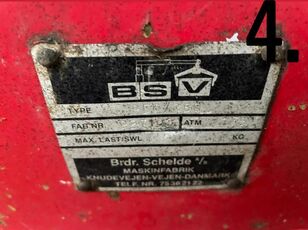 4.
BSV
TYPE
FAB NR. ATM
MAX. LAST/SWL KG
Brdr. Schelde A/S
MASKINFABRIK
KNUDEVEJEN-VEJEN-DANMARK
TELF. NR. 75362122